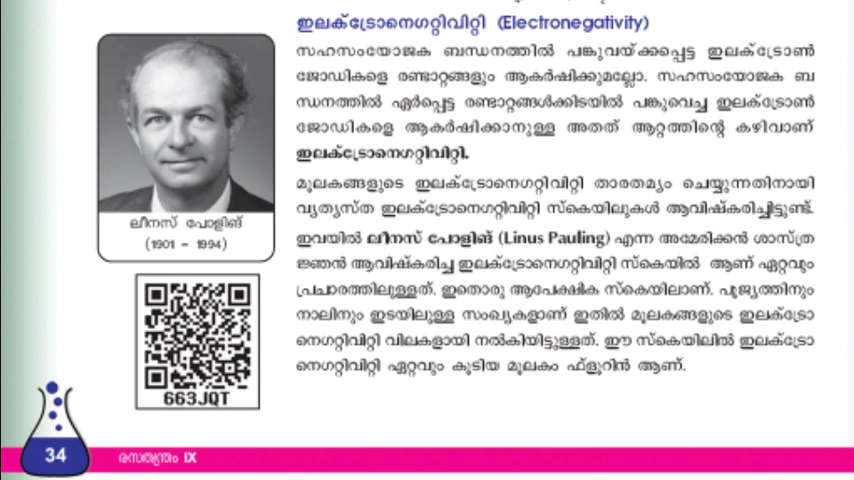 ഇലക്ട്രോനെഗറ്റിവിറ്റി (Electronegativity)
സഹസംയോജക ബന്ധനത്തിൽ പങ്കുവയ്ക്കപ്പെട്ട ഇലക്ട്രോൺ
ജോഡികളെ രണ്ടാറ്റങ്ങളും ആകർഷിക്കുമല്ലോ. സഹസംയോജക ബ
ന്ധനത്തിൽ ഏർപ്പെട്ട രണ്ടാറ്റങ്ങൾക്കിടയിൽ പങ്കുവെച്ച ഇലക്ട്രോൺ
ജോഡികളെ ആകർഷിക്കാനുള്ള അതത് ആറ്റത്തിന്റെ കഴിവാണ്
ഇലക്ട്രോനെഗറ്റിവിറ്റി.
മൂലകങ്ങളുടെ ഇലക്ട്രോനെഗറ്റിവിറ്റി താരതമ്യം ചെയ്യുന്നതിനായി
വ്യത്യസ്ത ഇലക്ട്രോനെഗറ്റിവിറ്റി സ്കെയിലുകൾ ആവിഷ്കരിച്ചിട്ടുണ്ട്.
ഇവയിൽ ലീനസ് പോളിങ് (Linus Pauling) എന്ന അമേരിക്കൻ ശാസ്ത്ര
ജ്ഞൻ ആവിഷ്കരിച്ച ഇലക്ട്രോനെഗറ്റിവിറ്റി സ്കെയിൽ ആണ് ഏറ്റവും
പ്രചാരത്തിലുള്ളത്. ഇതൊരു ആപേക്ഷിക സ്കെയിലാണ്. പൂജ്യത്തിനും
നാലിനും ഇടയിലുള്ള സംഖ്യകളാണ് ഇതിൽ മൂലകങ്ങളുടെ ഇലക്ട്രോ
നെഗറ്റിവിറ്റി വിലകളായി നൽകിയിട്ടുള്ളത്. ഈ സ്കെയിലിൽ ഇലക്ട്രോ
നെഗറ്റിവിറ്റി ഏറ്റവും കൂടിയ മൂലകം ഫ്ളൂറിൻ ആണ്.
ലീനസ് പോളിങ്
(1901 – 1994)
663JQT
34
രസതന്ത്രം IX